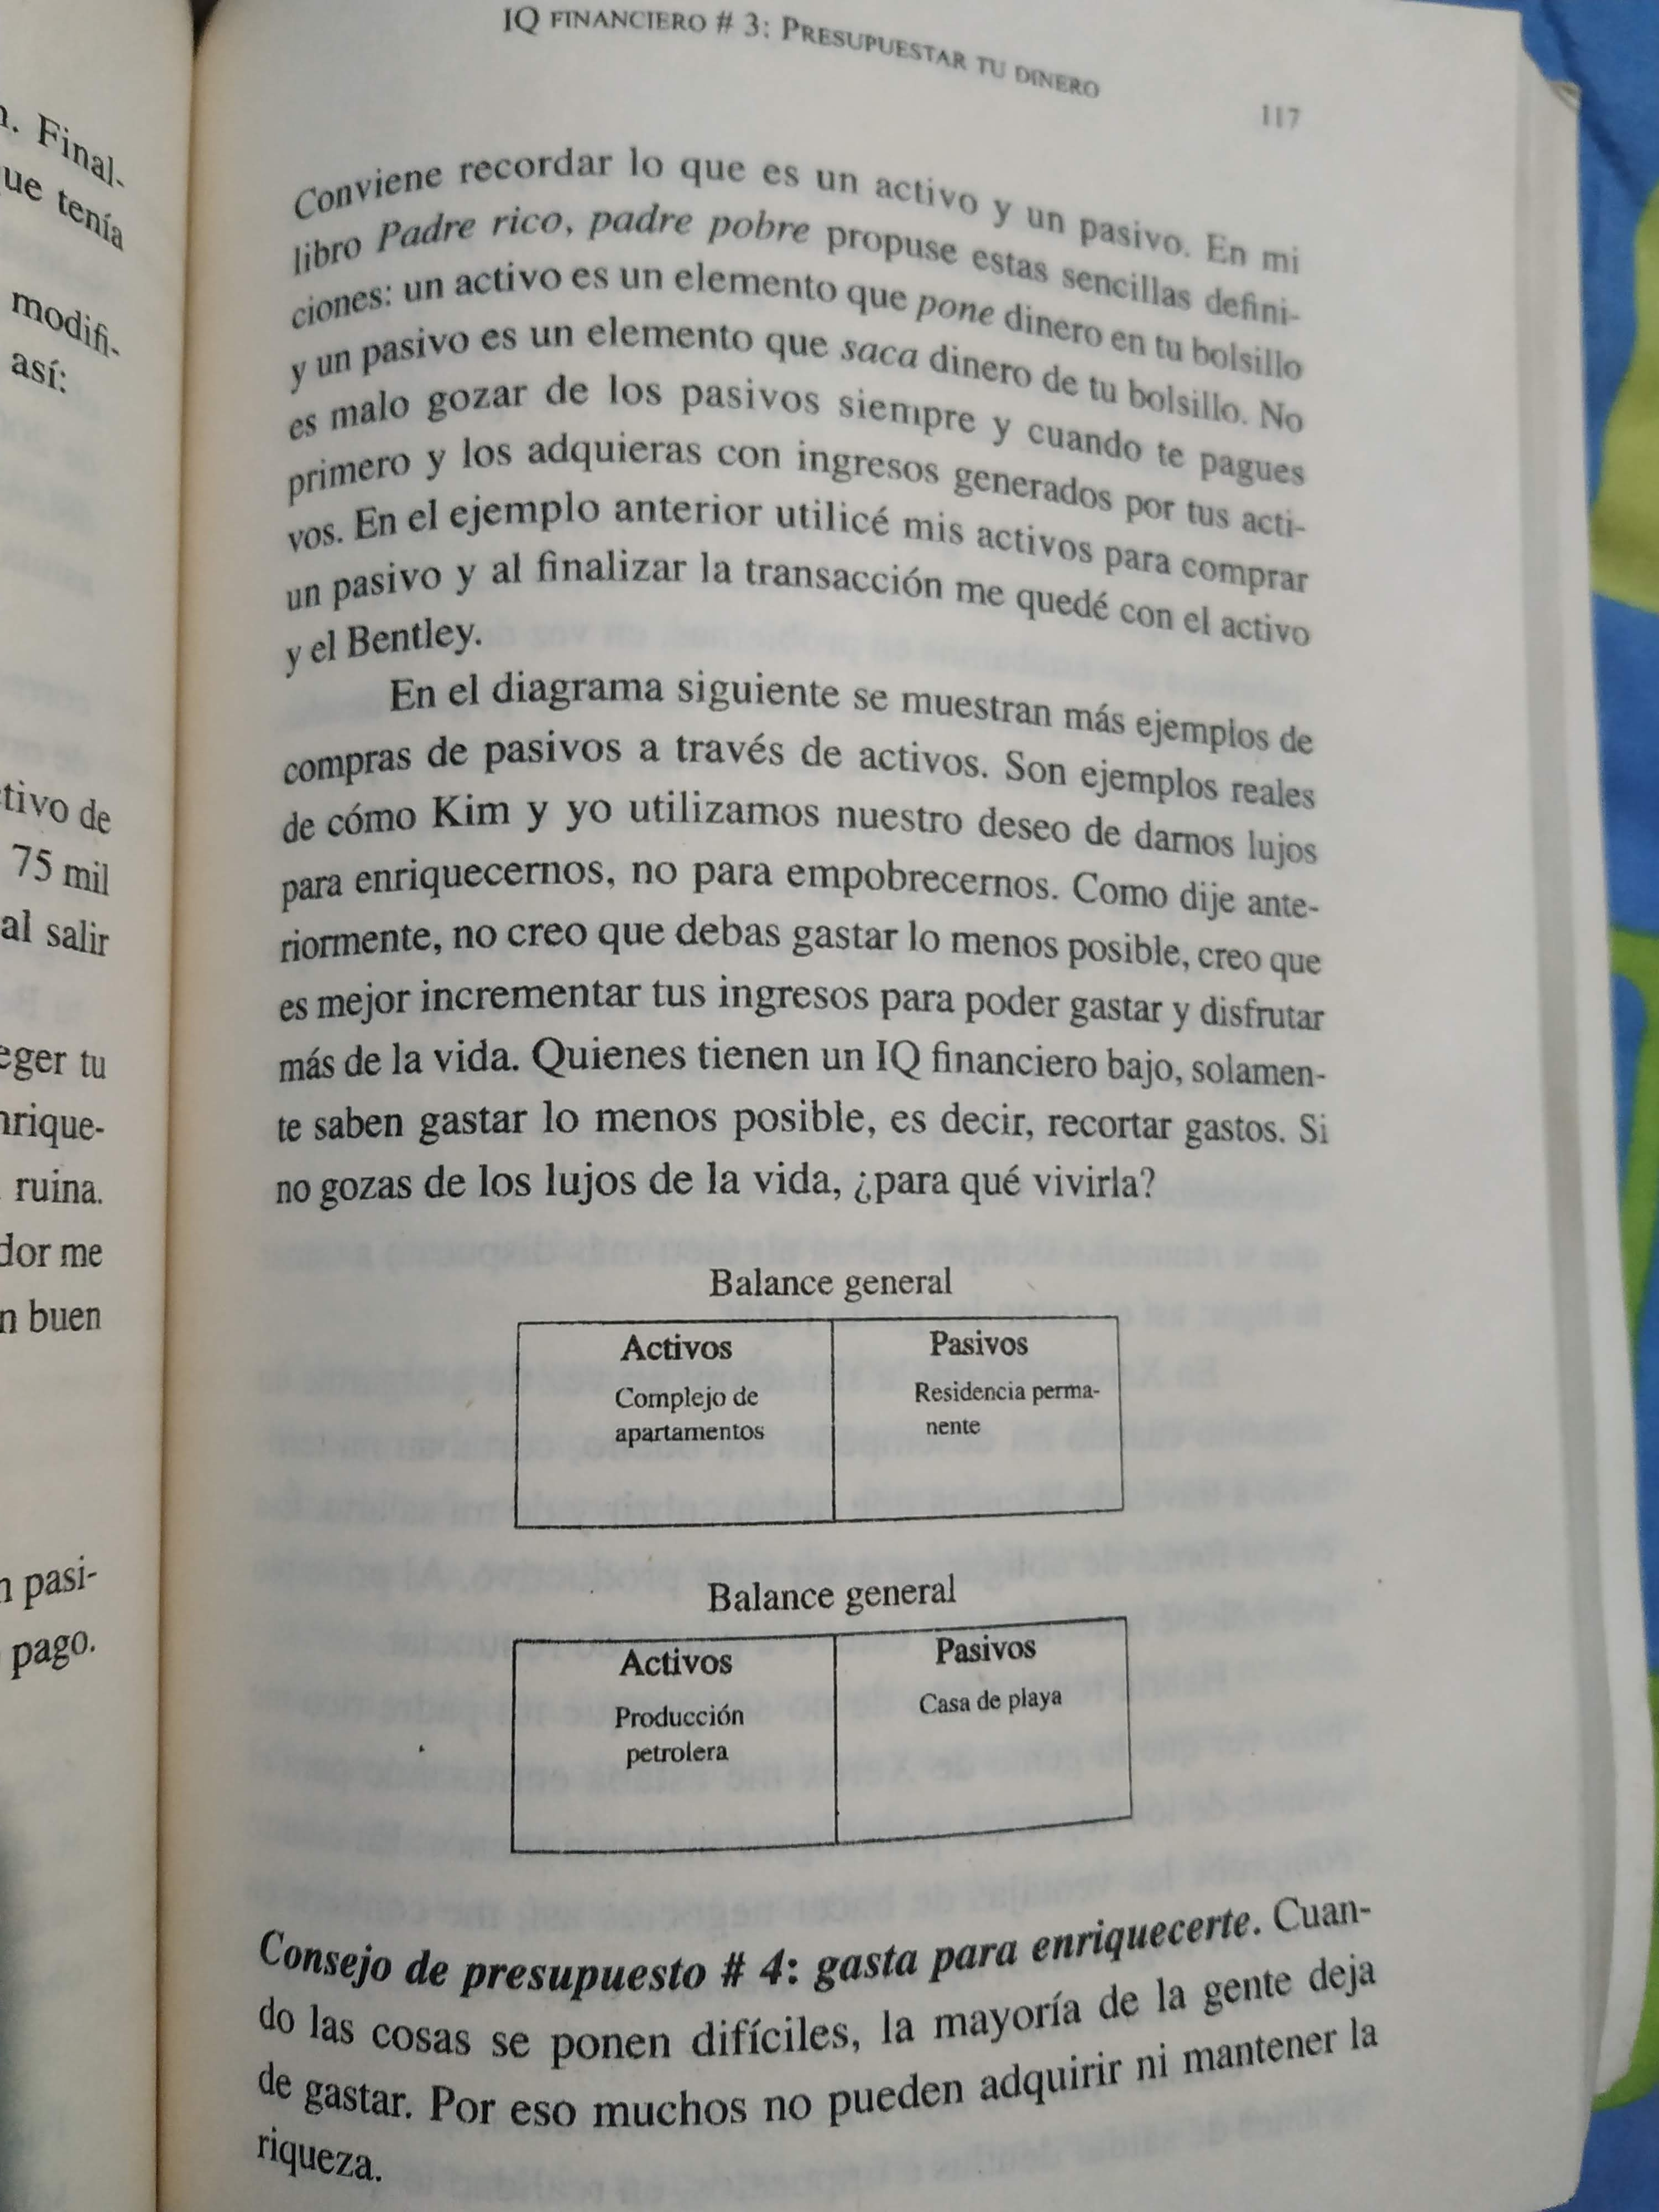 n. Final-
ue tenía
modifi-
así:
tivo de
75 mil
al salir
eger tu
nrique-
ruina.
dor me
n buen
n pasi-
pago.
IQ FINANCIERO # 3: PRESUPUESTAR TU DINERO
117
Conviene recordar lo que es un activo y un pasivo. En mi
libro Padre rico, padre pobre propuse estas sencillas defini-
ciones: un activo es un elemento que pone dinero en tu bolsillo
y un pasivo es un elemento que saca dinero de tu bolsillo. No
es malo gozar de los pasivos siempre y cuando te pagues
primero y los adquieras con ingresos generados por tus acti-
vos. En el ejemplo anterior utilicé mis activos para comprar
un pasivo y al finalizar la transacción me quedé con el activo
y el Bentley.
En el diagrama siguiente se muestran más ejemplos de
compras de pasivos a través de activos. Son ejemplos reales
de cómo Kim y yo utilizamos nuestro deseo de darnos lujos
para enriquecernos, no para empobrecernos. Como dije ante-
riormente, no creo que debas gastar lo menos posible, creo que
es mejor incrementar tus ingresos para poder gastar y disfrutar
más de la vida. Quienes tienen un IQ financiero bajo, solamen-
te saben gastar lo menos posible, es decir, recortar gastos. Si
no gozas de los lujos de la vida, ¿para qué vivirla?
Balance general
Activos
Complejo de
apartamentos
Pasivos
Residencia perma-
nente
Balance general
Activos
Producción
petrolera
Pasivos
Casa de playa
Consejo de presupuesto # 4: gasta para enriquecerte. Cuan-
do las cosas se ponen difíciles, la mayoría de la gente deja
de gastar. Por eso muchos no pueden adquirir ni mantener la
riqueza.